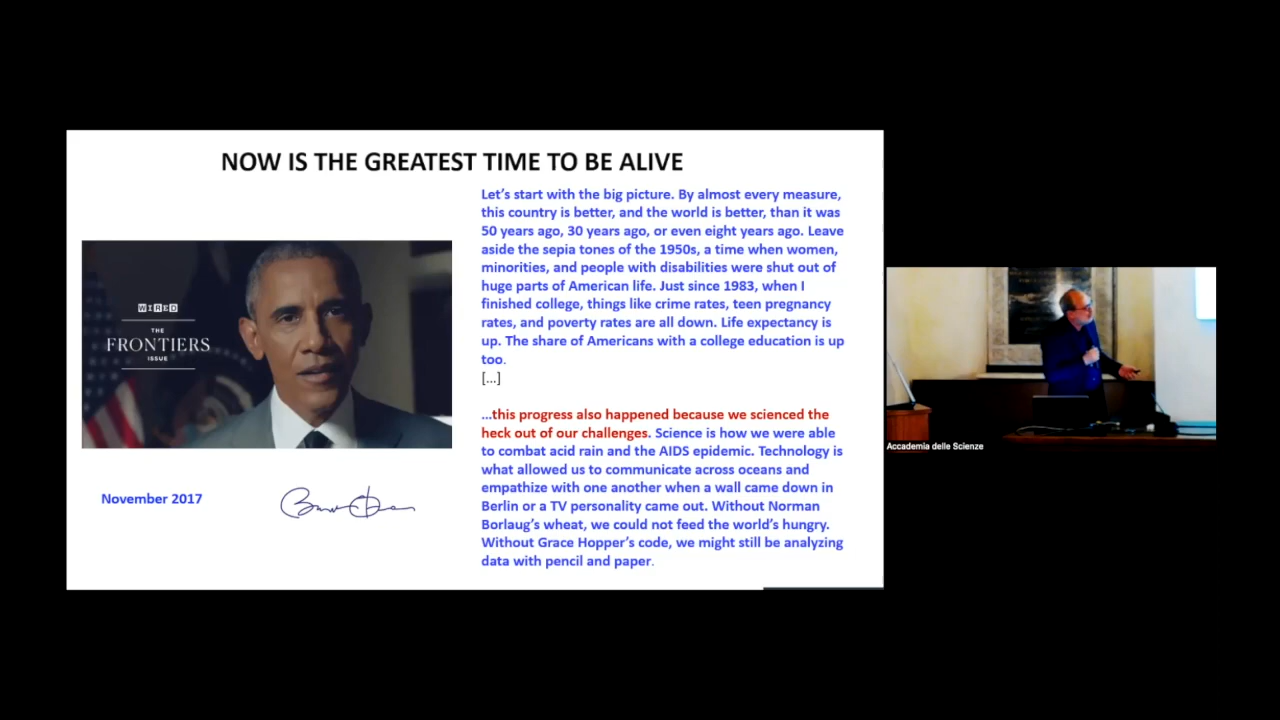 NOW IS THE GREATEST TIME TO BE ALIVE
WIRED
THE
FRONTIERS
ISSUE
November 2017
Let’s start with the big picture. By almost every measure,
this country is better, and the world is better, than it was
50 years ago, 30 years ago, or even eight years ago. Leave
aside the sepia tones of the 1950s, a time when women,
minorities, and people with disabilities were shut out of
huge parts of American life. Just since 1983, when I
finished college, things like crime rates, teen pregnancy
rates, and poverty rates are all down. Life expectancy is
up. The share of Americans with a college education is up
too.
[...]
...this progress also happened because we scienced the
heck out of our challenges. Science is how we were able
to combat acid rain and the AIDS epidemic. Technology is
what allowed us to communicate across oceans and
empathize with one another when a wall came down in
Berlin or a TV personality came out. Without Norman
Borlaug’s wheat, we could not feed the world’s hungry.
Without Grace Hopper’s code, we might still be analyzing
data with pencil and paper.
Accademia delle Scienze